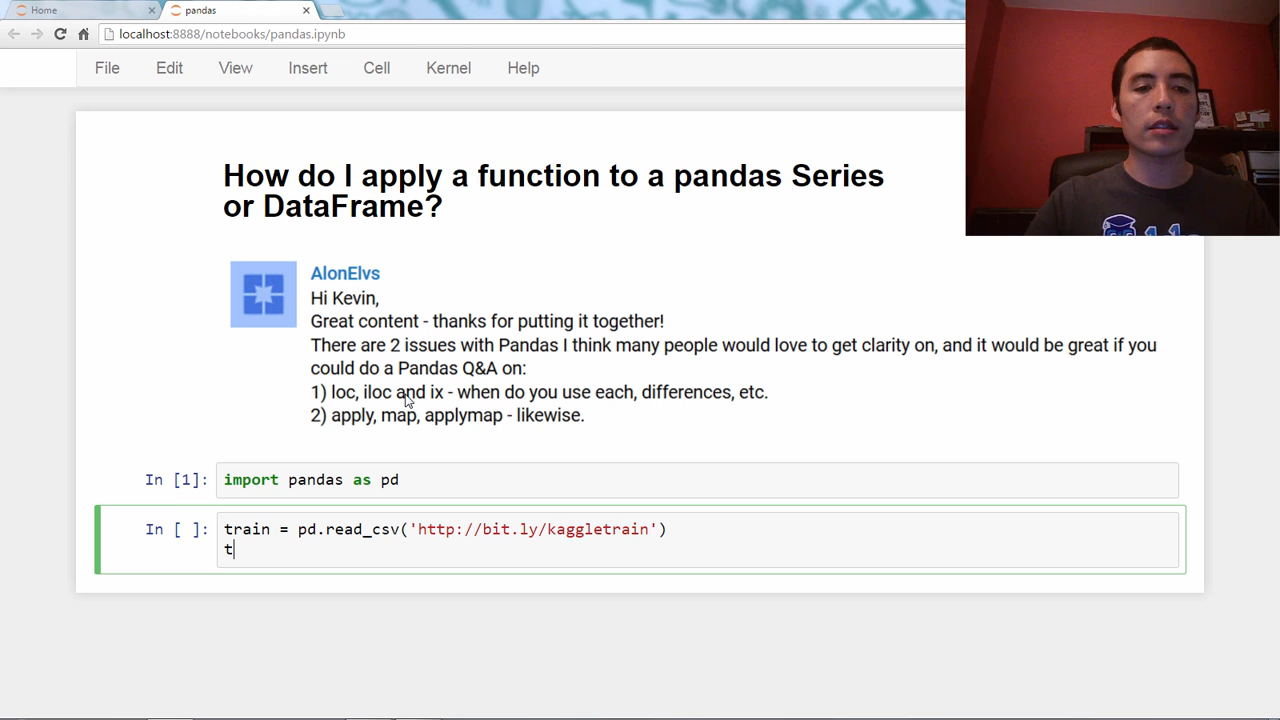 Home
pandas
localhost:8888/notebooks/pandas.ipynb
File Edit View Insert Cell Kernel Help
How do I apply a function to a pandas Series
or DataFrame?
AlonElvs
Hi Kevin,
Great content - thanks for putting it together!
There are 2 issues with Pandas I think many people would love to get clarity on, and it would be great if you
could do a Pandas Q&A on:
1) loc, iloc and ix - when do you use each, differences, etc.
2) apply, map, applymap - likewise.
In [1]: import pandas as pd
In [ ]: train = pd.read_csv('http://bit.ly/kaggletrain')
t